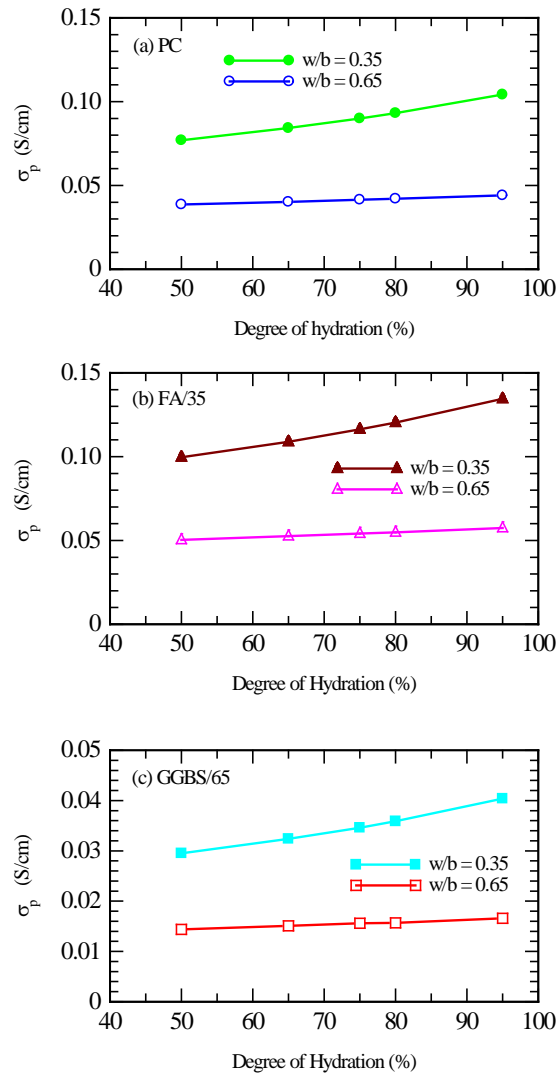 0.15
(a) PC
w/b = 0.35
w/b = 0.65
0.10
σp (S/cm)
0.05
0
40 50 60 70 80 90 100
Degree of hydration (%)
0.15
(b) FA/35
0.10
w/b = 0.35
w/b = 0.65
σp (S/cm)
0.05
0
40 50 60 70 80 90 100
Degree of Hydration (%)
0.05
(c) GGBS/65
0.04
0.03
w/b = 0.35
w/b = 0.65
σp (S/cm)
0.02
0.01
0
40 50 60 70 80 90 100
Degree of Hydration (%)